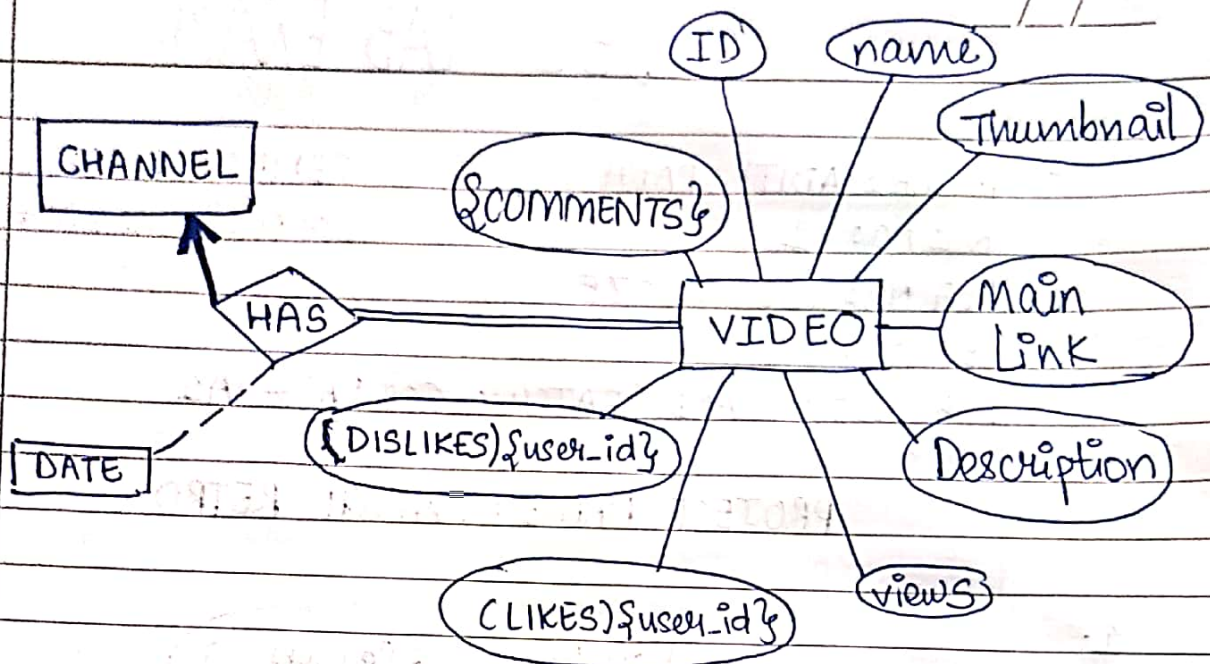 ID
name
Thumbnail
CHANNEL
{COMMENTS}
Main
Link
HAS
VIDEO
(DISLIKES){user_id}
Description
DATE
views
(LIKES){user_id}